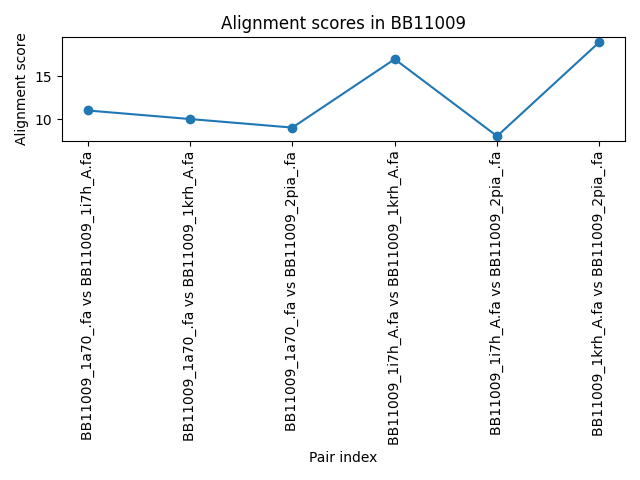 Alignment scores in BB11009
Alignment score
15
10
BB11009_1a70_.fa vs BB11009_1i7h_A.fa
BB11009_1a70_.fa vs BB11009_1krh_A.fa
BB11009_1a70_.fa vs BB11009_2pia_.fa
BB11009_1i7h_A.fa vs BB11009_1krh_A.fa
BB11009_1i7h_A.fa vs BB11009_2pia_.fa
BB11009_1krh_A.fa vs BB11009_2pia_.fa
Pair index